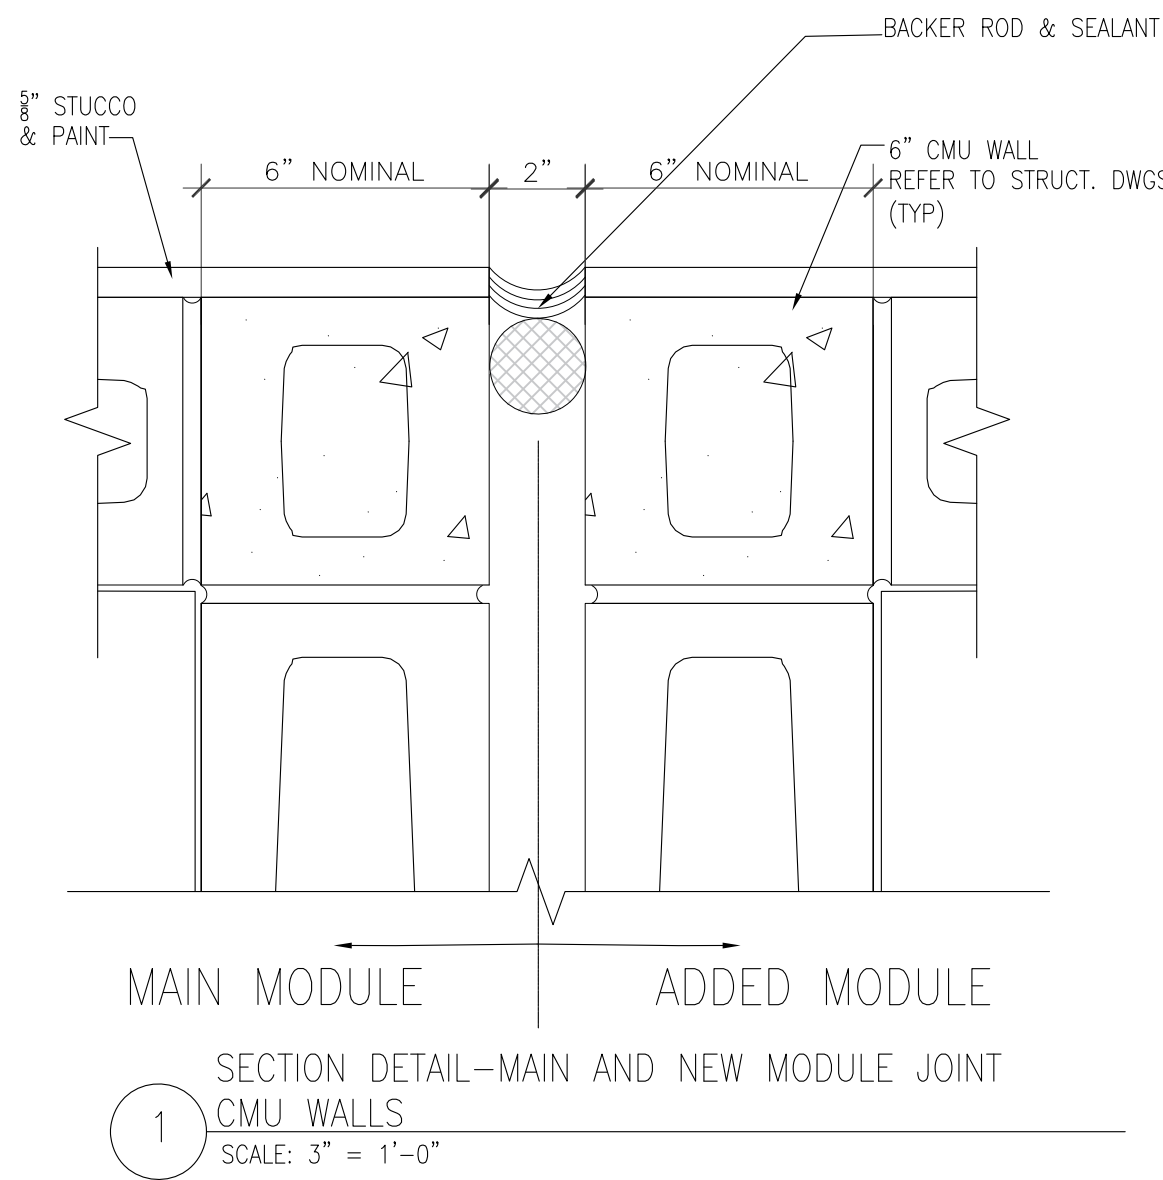 BACKER ROD & SEALANT
5/8" STUCCO
& PAINT
6" NOMINAL
2"
6" NOMINAL
6" CMU WALL
REFER TO STRUCT. DWGS
(TYP)
MAIN MODULE
ADDED MODULE
SECTION DETAIL-MAIN AND NEW MODULE JOINT
CMU WALLS
1
SCALE: 3" = 1'-0"